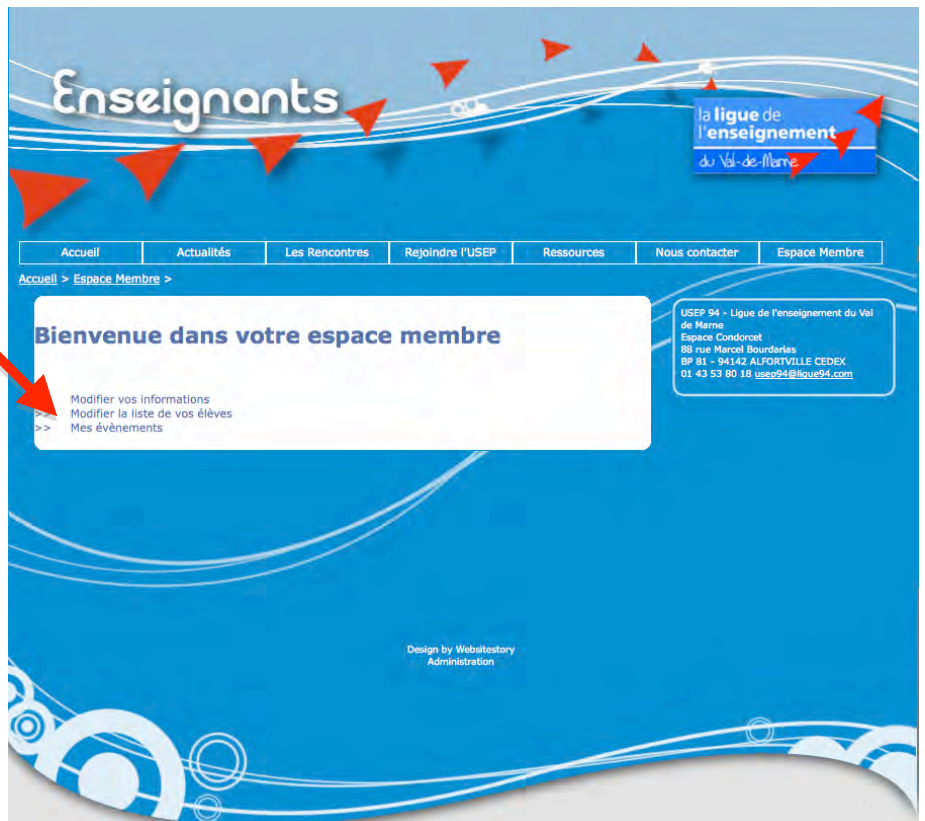 Enseignants
la ligue de
l'enseignement
du Val-de-Marne
Accueil Actualités Les Rencontres Rejoindre l'USEP Ressources Nous contacter Espace Membre
Accueil > Espace Membre >
Bienvenue dans votre espace membre
Modifier vos informations
>> Modifier la liste de vos élèves
>> Mes évènements
USEP 94 - Ligue de l'enseignement du Val
de Marne
Espace Condorcet
88 rue Marcel Bourdarias
BP 81 - 94142 ALFORTVILLE CEDEX
01 43 53 80 18 usep94@ligue94.com
Design by Websitestory
Administration